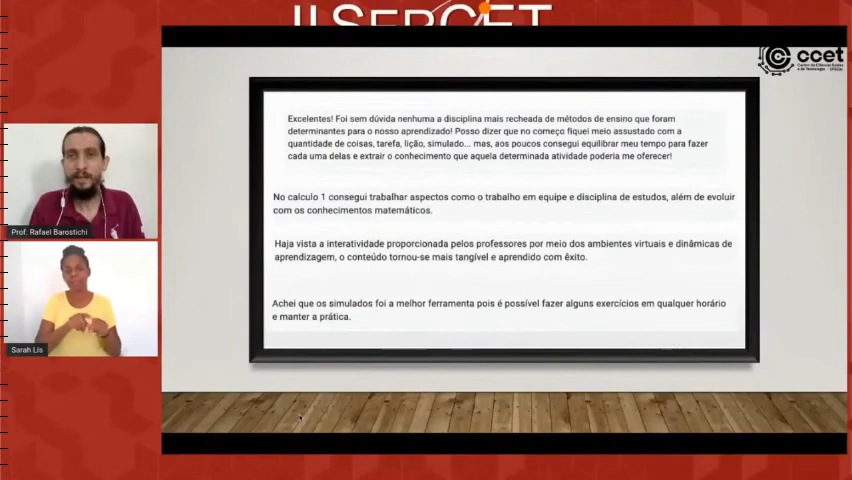 II SERCET
ccet
Excelentes! Foi sem dúvida nenhuma a disciplina mais recheada de métodos de ensino que foram
determinantes para o nosso aprendizado! Posso dizer que no começo fiquei meio assustado com a
quantidade de coisas, tarefa, lição, simulado... mas, aos poucos consegui equilibrar meu tempo para fazer
cada uma delas e extrair o conhecimento que aquela determinada atividade poderia me oferecer!
No calculo 1 consegui trabalhar aspectos como o trabalho em equipe e disciplina de estudos, além de evoluir
com os conhecimentos matemáticos.
Haja vista a interatividade proporcionada pelos professores por meio dos ambientes virtuais e dinâmicas de
aprendizagem, o conteúdo tornou-se mais tangível e aprendido com êxito.
Achei que os simulados foi a melhor ferramenta pois é possível fazer alguns exercícios em qualquer horário
e manter a prática.
Prof. Rafael Barostichi
Sarah Lis